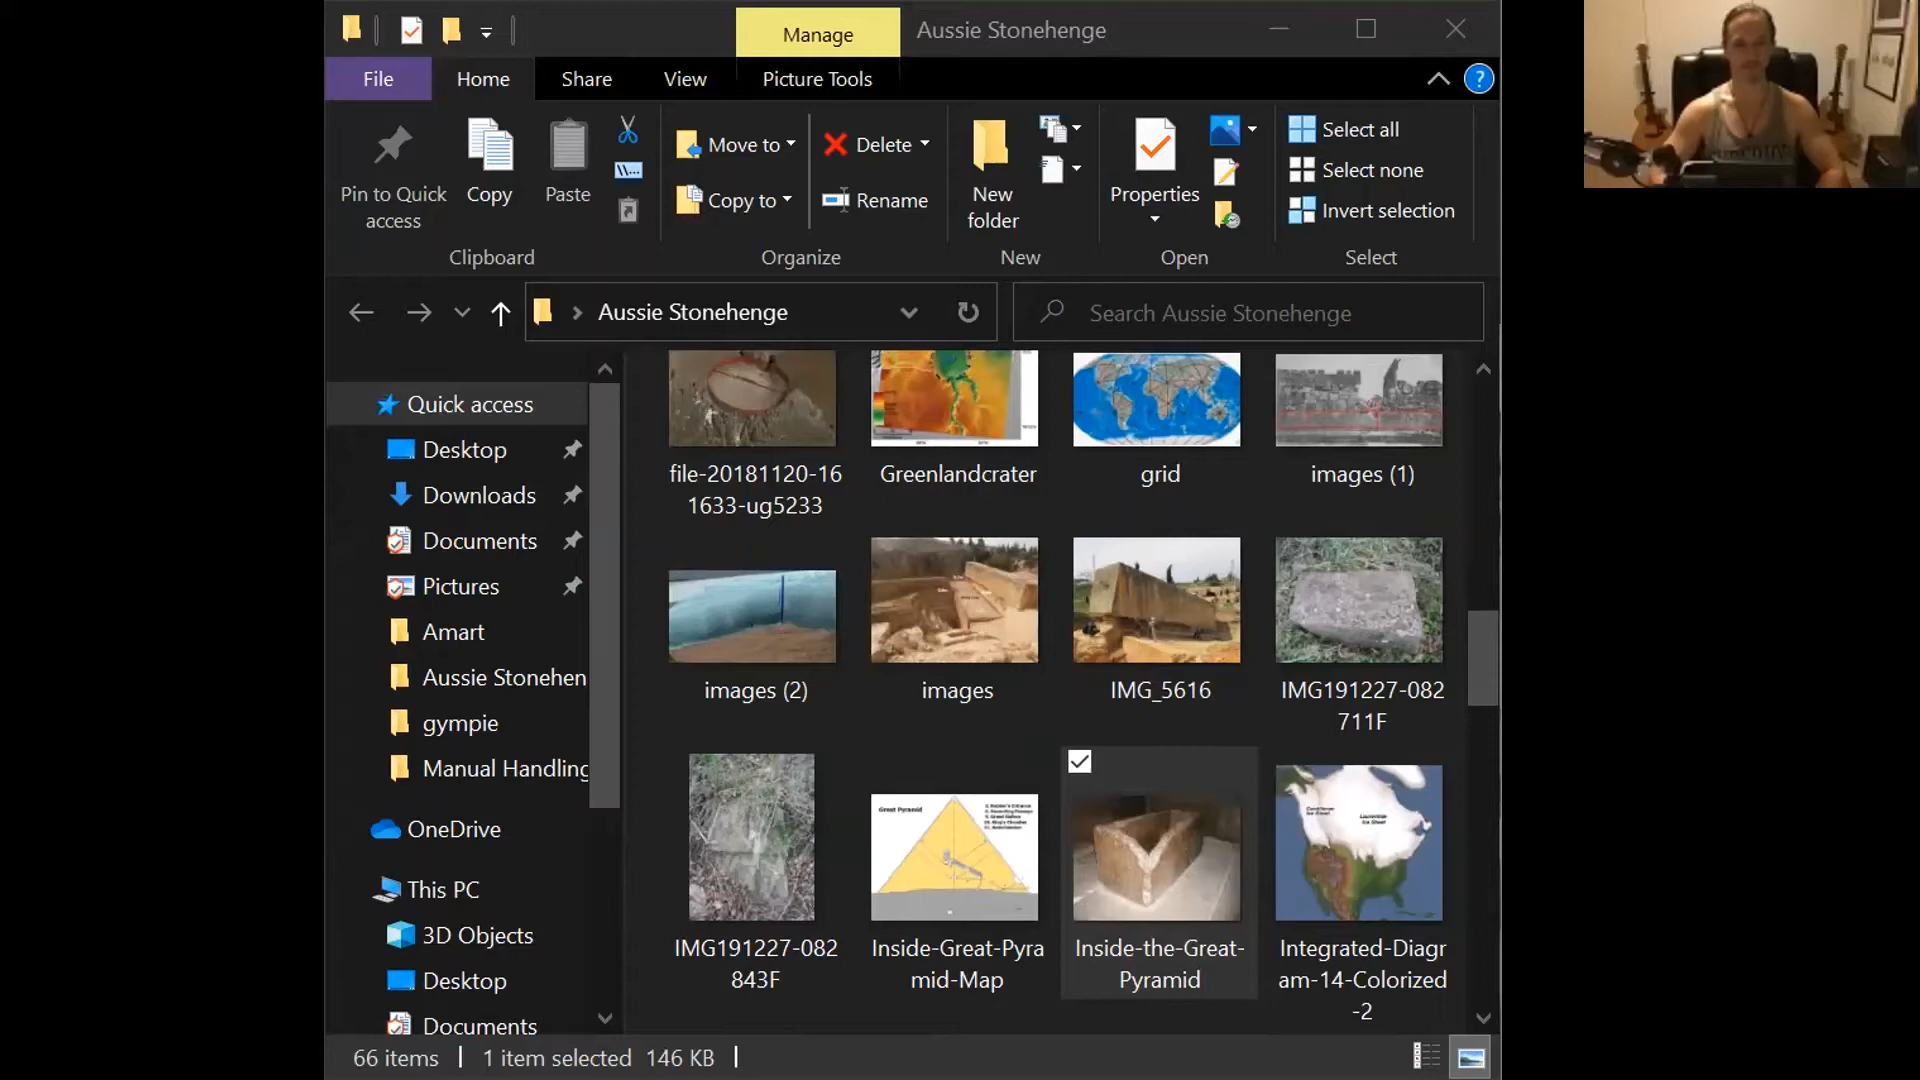 Manage
Aussie Stonehenge
File
Home
Share
View
Picture Tools
?
Pin to Quick
access
Copy
Paste
Move to
Copy to
Delete
Rename
New
folder
Properties
Select all
Select none
Invert selection
Clipboard
Organize
New
Open
Select
Aussie Stonehenge
Search Aussie Stonehenge
Quick access
Desktop
Downloads
Documents
Pictures
Amart
Aussie Stonehen
gympie
Manual Handling
OneDrive
This PC
3D Objects
Desktop
Documents
file-20181120-16
1633-ug5233
Greenlandcrater
grid
images (1)
images (2)
images
IMG_5616
IMG191227-082
711F
IMG191227-082
843F
Great Pyramid
Inside-Great-Pyra
mid-Map
Inside-the-Great-
Pyramid
Integrated-Diagr
am-14-Colorized
-2
66 items
1 item selected
146 KB